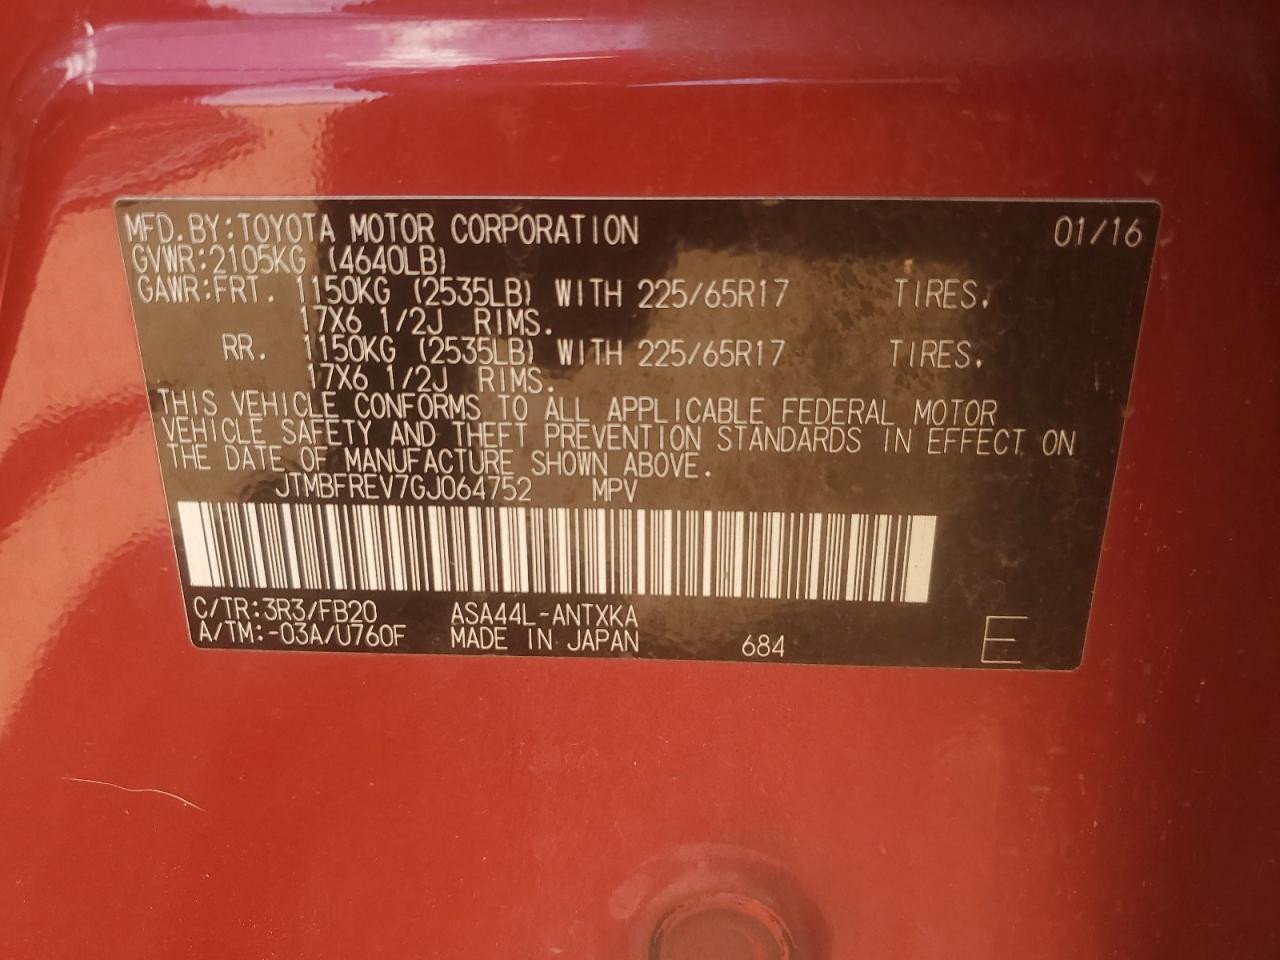 MFD. BY: TOYOTA MOTOR CORPORATION 01/16
GVWR: 2105KG (4640LB)
GAWR: FRT. 1150KG (2535LB) WITH 225/65R17 TIRES,
17X6 1/2J RIMS.
RR. 1150KG (2535LB) WITH 225/65R17 TIRES,
17X6 1/2J RIMS.
THIS VEHICLE CONFORMS TO ALL APPLICABLE FEDERAL MOTOR
VEHICLE SAFETY AND THEFT PREVENTION STANDARDS IN EFFECT ON
THE DATE OF MANUFACTURE SHOWN ABOVE.
JTMBFREV7GJ064752 MPV
C/TR: 3R3/FB20 ASA44L-ANTXKA
A/TM: -03A/U760F MADE IN JAPAN 684 E